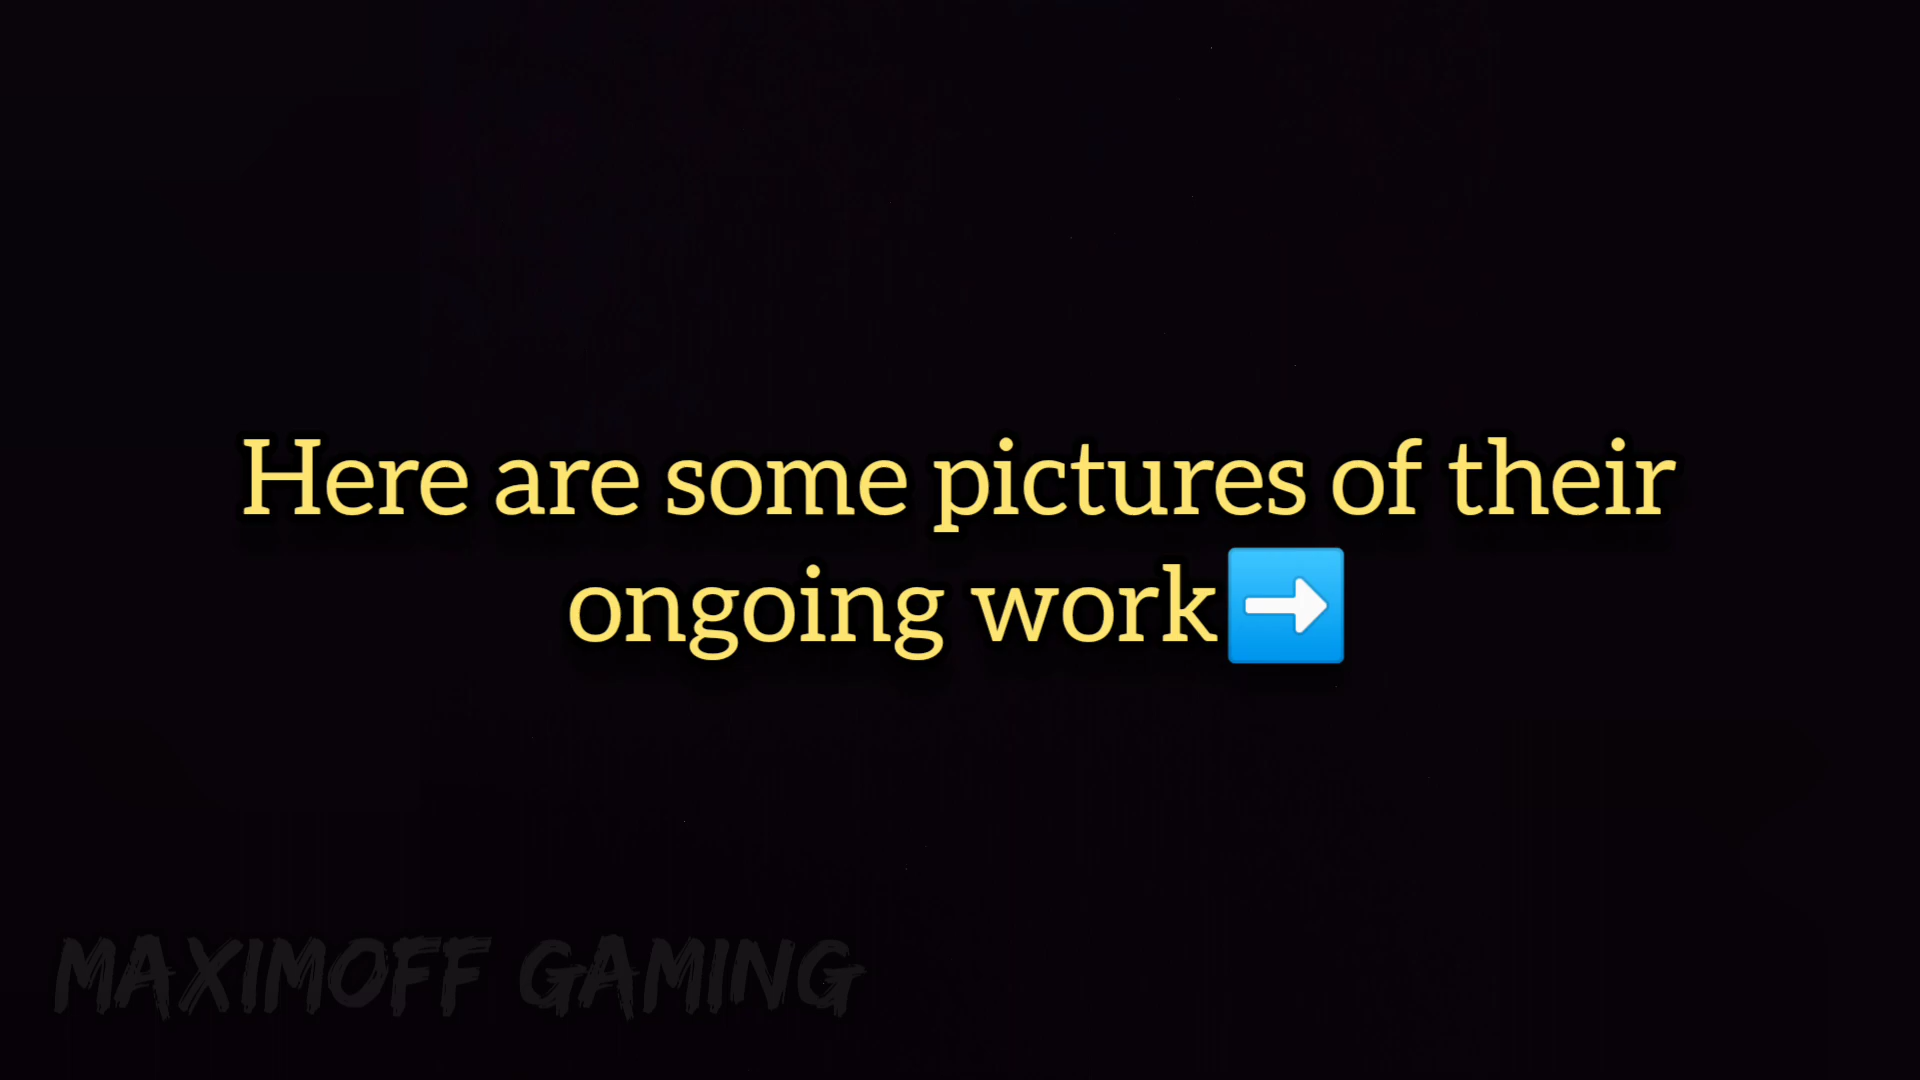 Here are some pictures of their
ongoing work➡️
MAXIMOFF GAMING